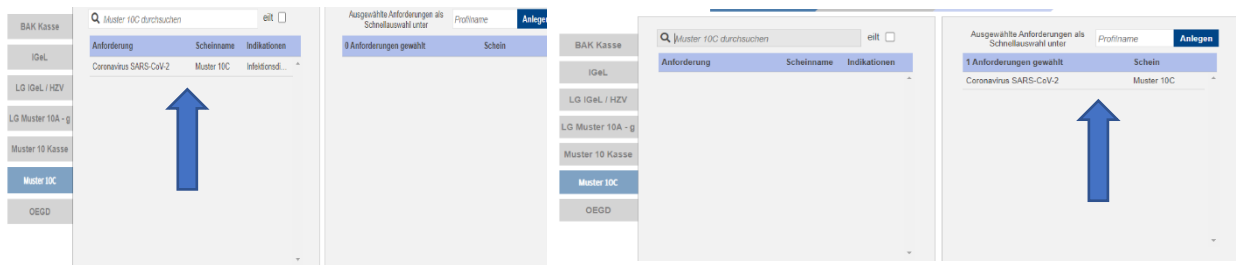 BAK Kasse
IGeL
LG IGeL / HZV
LG Muster 10A - g
Muster 10 Kasse
Muster 10C
OEGD
Muster 10C durchsuchen eilt
Anforderung Scheinname Indikationen
Coronavirus SARS-CoV-2 Muster 10C Infektionsdi...
Ausgewählte Anforderungen als
Schnellauswahl unter
Profilname Anlegen
0 Anforderungen gewählt Schein
BAK Kasse
IGeL
LG IGeL / HZV
LG Muster 10A - g
Muster 10 Kasse
Muster 10C
OEGD
Muster 10C durchsuchen eilt
Anforderung Scheinname Indikationen
Ausgewählte Anforderungen als
Schnellauswahl unter
Profilname Anlegen
1 Anforderungen gewählt Schein
Coronavirus SARS-CoV-2 Muster 10C